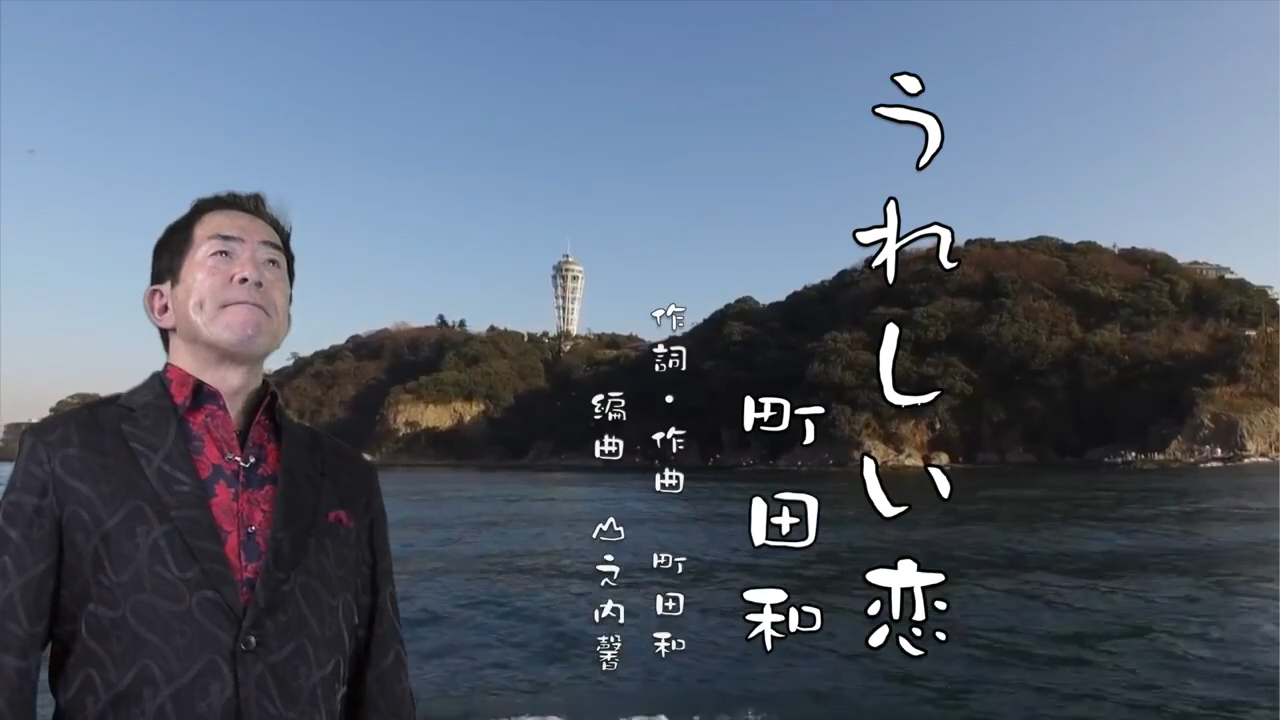 うれしい恋
町田和
作詞・作曲 町田和
編曲 山之内馨